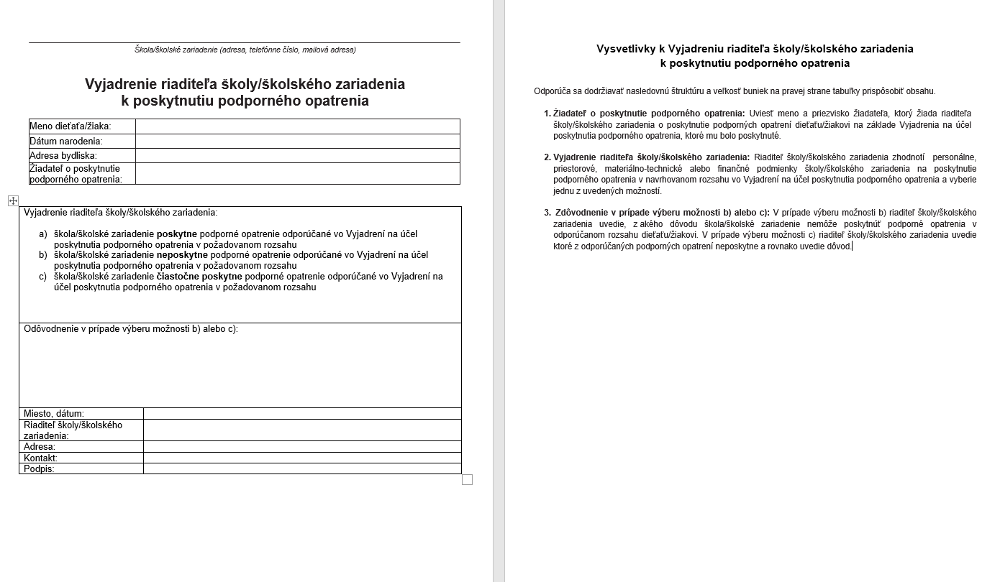 Škola/školské zariadenie (adresa, telefónne číslo, mailová adresa)
Vyjadrenie riaditeľa školy/školského zariadenia
k poskytnutiu podporného opatrenia
Meno dieťaťa/žiaka:
Dátum narodenia:
Adresa bydliska:
Žiadateľ o poskytnutie
podporného opatrenia:
Vyjadrenie riaditeľa školy/školského zariadenia:
a) škola/školské zariadenie poskytne podporné opatrenie odporúčané vo Vyjadrení na účel
poskytnutia podporného opatrenia v požadovanom rozsahu
b) škola/školské zariadenie neposkytne podporné opatrenie odporúčané vo Vyjadrení na účel
poskytnutia podporného opatrenia v požadovanom rozsahu
c) škola/školské zariadenie čiastočne poskytne podporné opatrenie odporúčané vo Vyjadrení na
účel poskytnutia podporného opatrenia v požadovanom rozsahu
Odôvodnenie v prípade výberu možnosti b) alebo c):
Miesto, dátum:
Riaditeľ školy/školského
zariadenia:
Adresa:
Kontakt:
Podpis:
Vysvetlivky k Vyjadreniu riaditeľa školy/školského zariadenia
k poskytnutiu podporného opatrenia
Odporúča sa dodržiavať nasledovnú štruktúru a veľkosť buniek na pravej strane tabuľky prispôsobiť obsahu.
1. Žiadateľ o poskytnutie podporného opatrenia: Uviesť meno a priezvisko žiadateľa, ktorý žiada riaditeľa
školy/školského zariadenia o poskytnutie podporných opatrení dieťaťu/žiakovi na základe Vyjadrenia na účel
poskytnutia podporného opatrenia, ktoré mu bolo poskytnuté.
2. Vyjadrenie riaditeľa školy/školského zariadenia: Riaditeľ školy/školského zariadenia zhodnotí personálne,
priestorové, materiálno-technické alebo finančné podmienky školy/školského zariadenia na poskytnutie
podporného opatrenia v navrhovanom rozsahu vo Vyjadrení na účel poskytnutia podporného opatrenia a vyberie
jednu z uvedených možností.
3. Zdôvodnenie v prípade výberu možnosti b) alebo c): V prípade výberu možnosti b) riaditeľ školy/školského
zariadenia uvedie, z akého dôvodu škola/školské zariadenie nemôže poskytnúť podporné opatrenia v
odporúčanom rozsahu dieťaťu/žiakovi. V prípade výberu možnosti c) riaditeľ školy/školského zariadenia uvedie
ktoré z odporúčaných podporných opatrení neposkytne a rovnako uvedie dôvod.